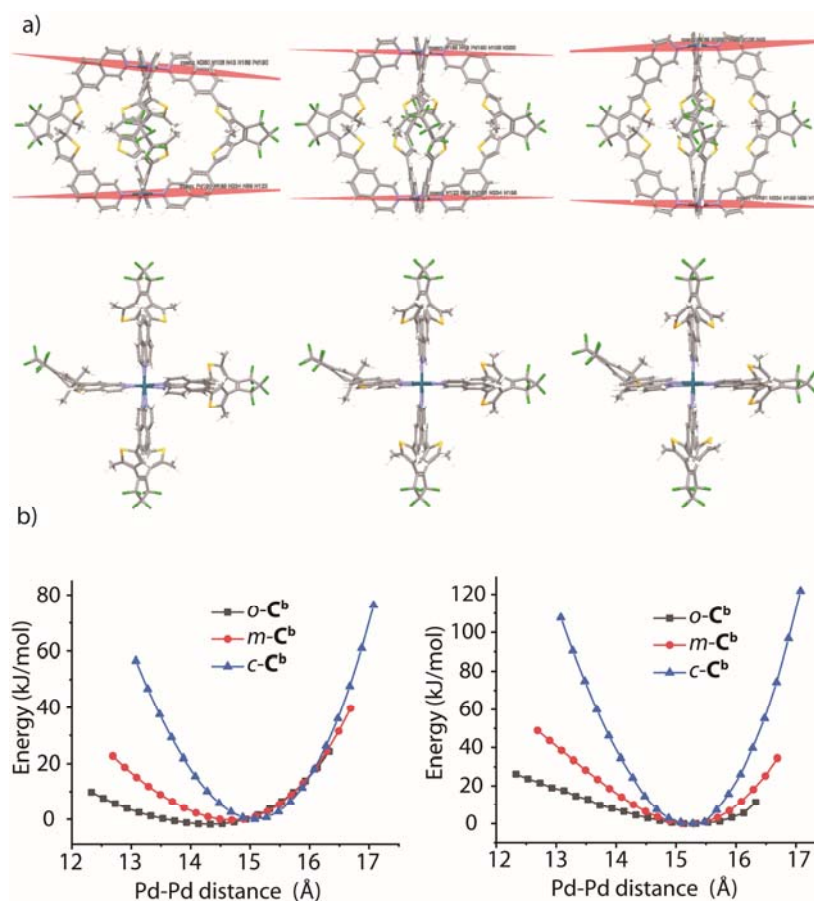 a)
b)
80
60
40
20
0
Energy (kJ/mol)
o-Cᵇ
m-Cᵇ
c-Cᵇ
12 13 14 15 16 17
Pd-Pd distance (Å)
120
100
80
60
40
20
0
Energy (kJ/mol)
o-Cᵇ
m-Cᵇ
c-Cᵇ
12 13 14 15 16 17
Pd-Pd distance (Å)